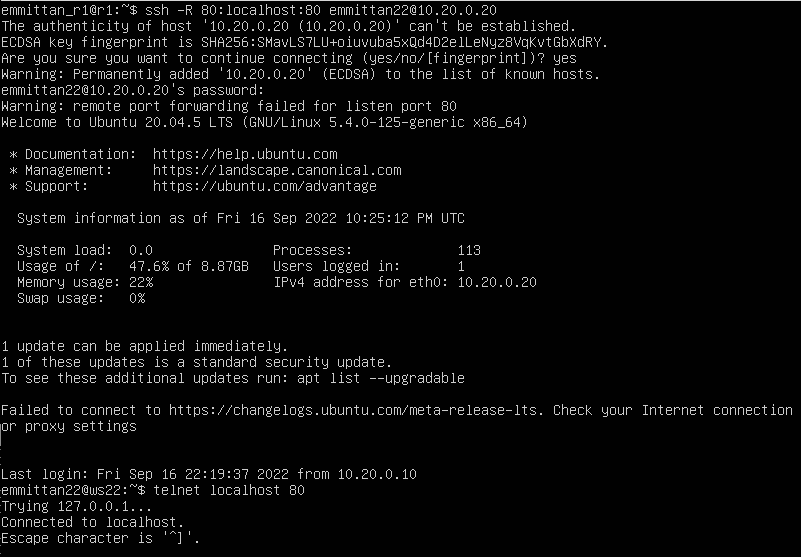 emmittan_r1@r1:~$ ssh -R 80:localhost:80 emmittan22@10.20.0.20
The authenticity of host '10.20.0.20 (10.20.0.20)' can't be established.
ECDSA key fingerprint is SHA256:SMavLS7LU+oiuvuba5xQd4D2elLeNyz8VqKvtGbXdRY.
Are you sure you want to continue connecting (yes/no/[fingerprint])? yes
Warning: Permanently added '10.20.0.20' (ECDSA) to the list of known hosts.
emmittan22@10.20.0.20's password:
Warning: remote port forwarding failed for listen port 80
Welcome to Ubuntu 20.04.5 LTS (GNU/Linux 5.4.0-125-generic x86_64)
* Documentation:  https://help.ubuntu.com
* Management:     https://landscape.canonical.com
* Support:        https://ubuntu.com/advantage
System information as of Fri 16 Sep 2022 10:25:12 PM UTC
System load:  0.0               Processes:             113
Usage of /:   47.6% of 8.87GB   Users logged in:       1
Memory usage: 22%               IPv4 address for eth0: 10.20.0.20
Swap usage:   0%
1 update can be applied immediately.
1 of these updates is a standard security update.
To see these additional updates run: apt list --upgradable
Failed to connect to https://changelogs.ubuntu.com/meta-release-lts. Check your Internet connection
or proxy settings
Last login: Fri Sep 16 22:19:37 2022 from 10.20.0.10
emmittan22@ws22:~$ telnet localhost 80
Trying 127.0.0.1...
Connected to localhost.
Escape character is '^]'.